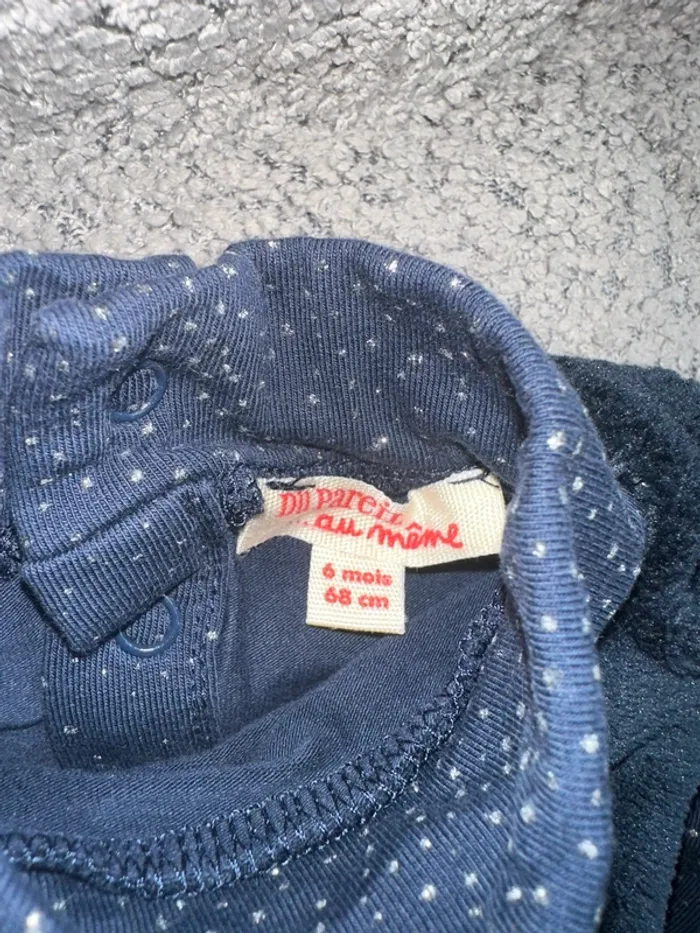 Du Pareil
...au même
6 mois
68 cm